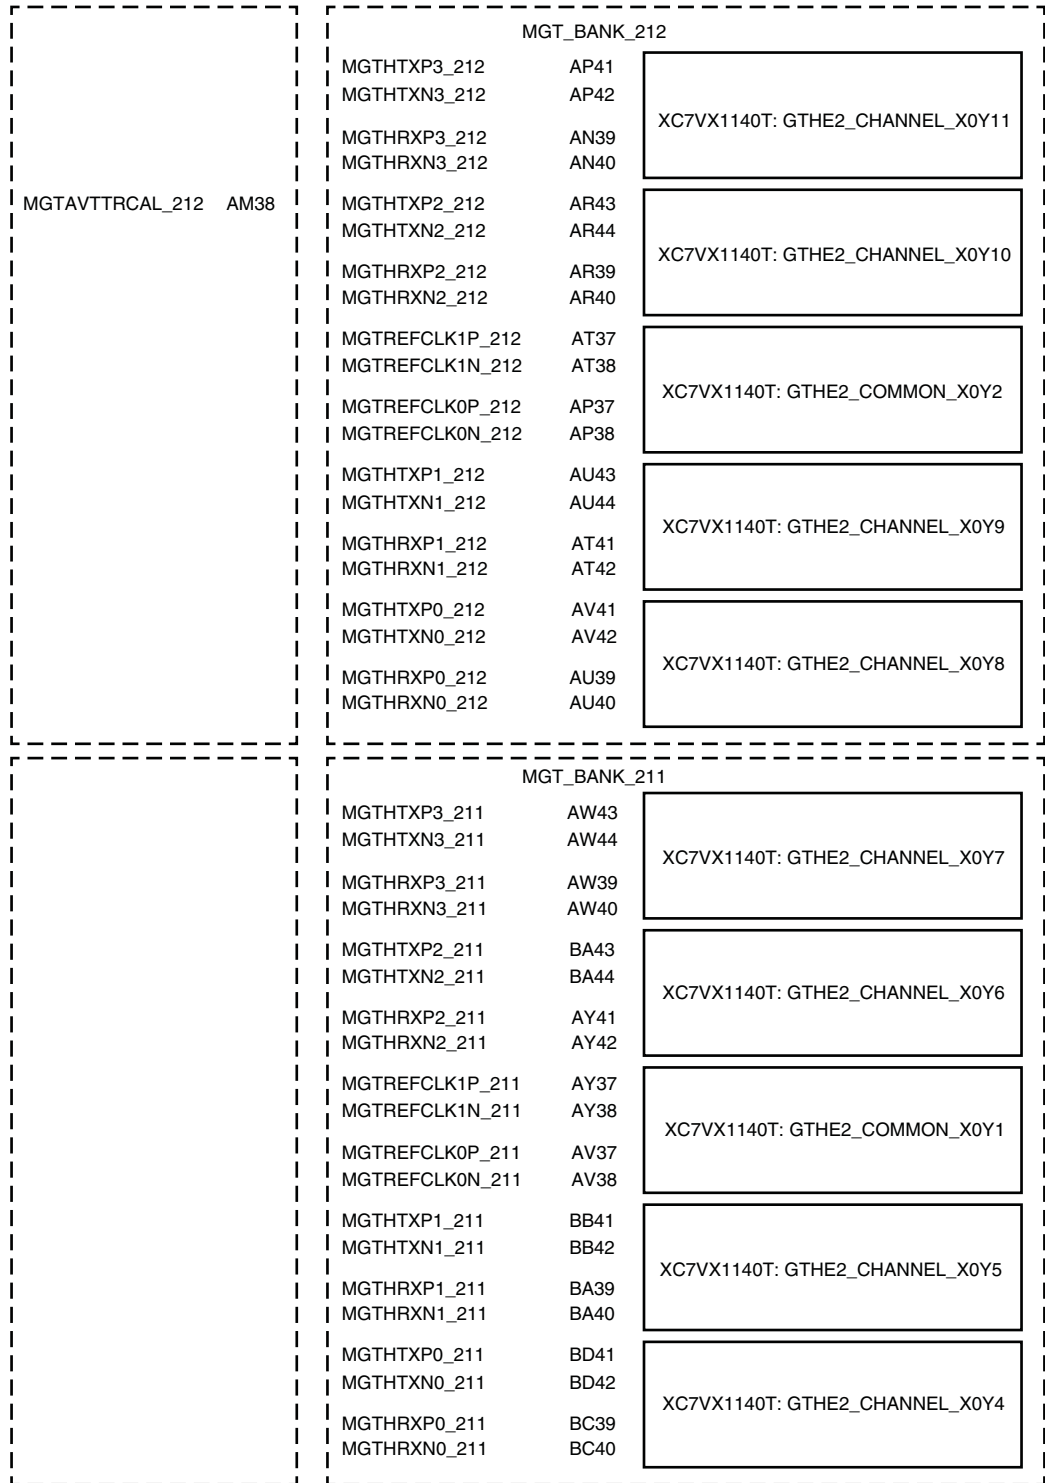 MGT_BANK_212
MGTHTXP3_212 AP41
MGTHTXN3_212 AP42
XC7VX1140T: GTHE2_CHANNEL_X0Y11
MGTHRXP3_212 AN39
MGTHRXN3_212 AN40
MGTAVTTRCAL_212 AM38
MGTHTXP2_212 AR43
MGTHTXN2_212 AR44
XC7VX1140T: GTHE2_CHANNEL_X0Y10
MGTHRXP2_212 AR39
MGTHRXN2_212 AR40
MGTREFCLK1P_212 AT37
MGTREFCLK1N_212 AT38
XC7VX1140T: GTHE2_COMMON_X0Y2
MGTREFCLK0P_212 AP37
MGTREFCLK0N_212 AP38
MGTHTXP1_212 AU43
MGTHTXN1_212 AU44
XC7VX1140T: GTHE2_CHANNEL_X0Y9
MGTHRXP1_212 AT41
MGTHRXN1_212 AT42
MGTHTXP0_212 AV41
MGTHTXN0_212 AV42
XC7VX1140T: GTHE2_CHANNEL_X0Y8
MGTHRXP0_212 AU39
MGTHRXN0_212 AU40
MGT_BANK_211
MGTHTXP3_211 AW43
MGTHTXN3_211 AW44
XC7VX1140T: GTHE2_CHANNEL_X0Y7
MGTHRXP3_211 AW39
MGTHRXN3_211 AW40
MGTHTXP2_211 BA43
MGTHTXN2_211 BA44
XC7VX1140T: GTHE2_CHANNEL_X0Y6
MGTHRXP2_211 AY41
MGTHRXN2_211 AY42
MGTREFCLK1P_211 AY37
MGTREFCLK1N_211 AY38
XC7VX1140T: GTHE2_COMMON_X0Y1
MGTREFCLK0P_211 AV37
MGTREFCLK0N_211 AV38
MGTHTXP1_211 BB41
MGTHTXN1_211 BB42
XC7VX1140T: GTHE2_CHANNEL_X0Y5
MGTHRXP1_211 BA39
MGTHRXN1_211 BA40
MGTHTXP0_211 BD41
MGTHTXN0_211 BD42
XC7VX1140T: GTHE2_CHANNEL_X0Y4
MGTHRXP0_211 BC39
MGTHRXN0_211 BC40